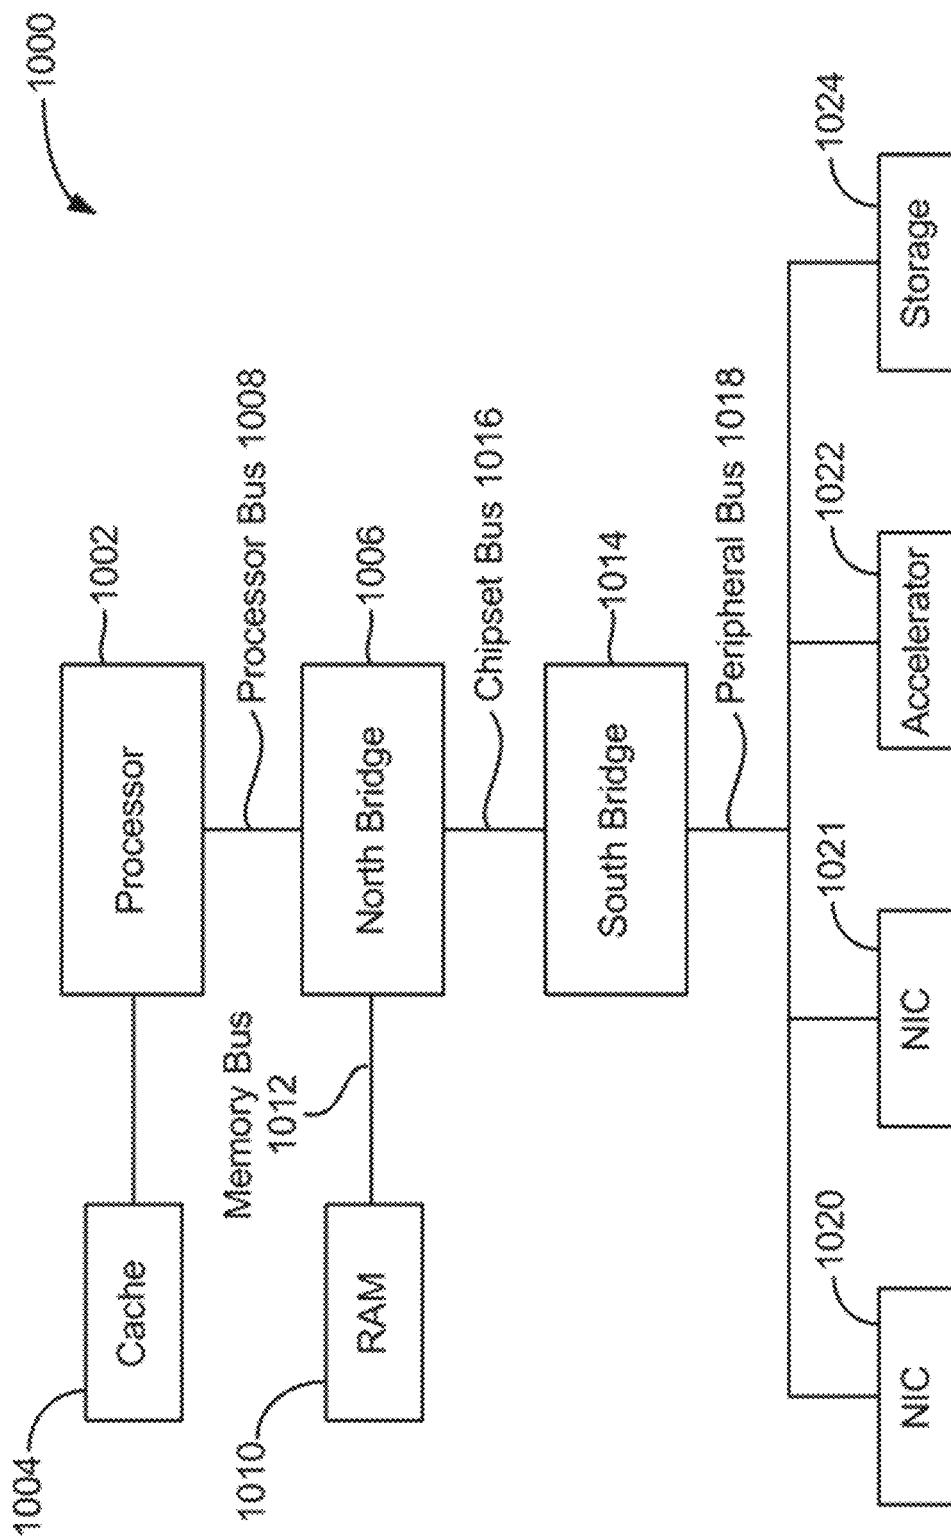 1000
1002
1004
Processor
Cache
Processor Bus 1008
Memory Bus
1012
1006
North Bridge
1010
RAM
Chipset Bus 1016
1014
South Bridge
Peripheral Bus 1018
1020
1021
1022
1024
NIC
NIC
Accelerator
Storage